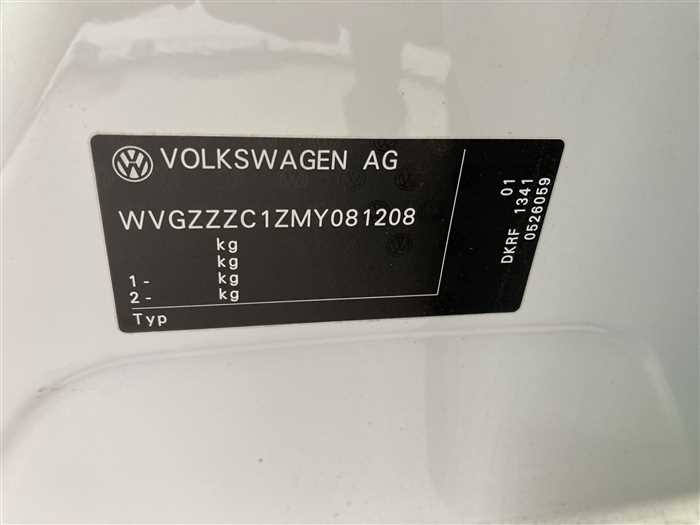 VOLKSWAGEN AG
WVGZZZC1ZMY081208
kg
kg
1- kg
2- kg
Typ
01
DKRF 1341
0526059